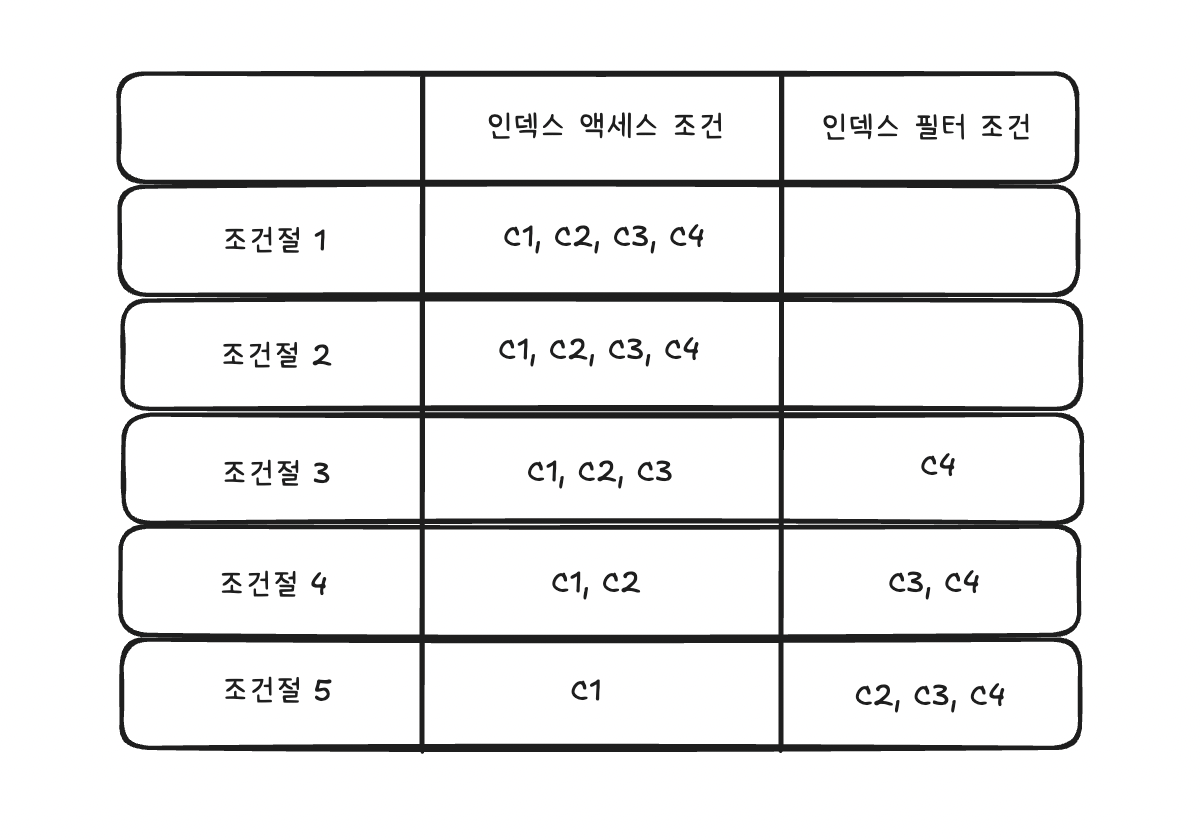 인덱스 액세스 조건 인덱스 필터 조건
조건절 1 C1, C2, C3, C4
조건절 2 C1, C2, C3, C4
조건절 3 C1, C2, C3 C4
조건절 4 C1, C2 C3, C4
조건절 5 C1 C2, C3, C4